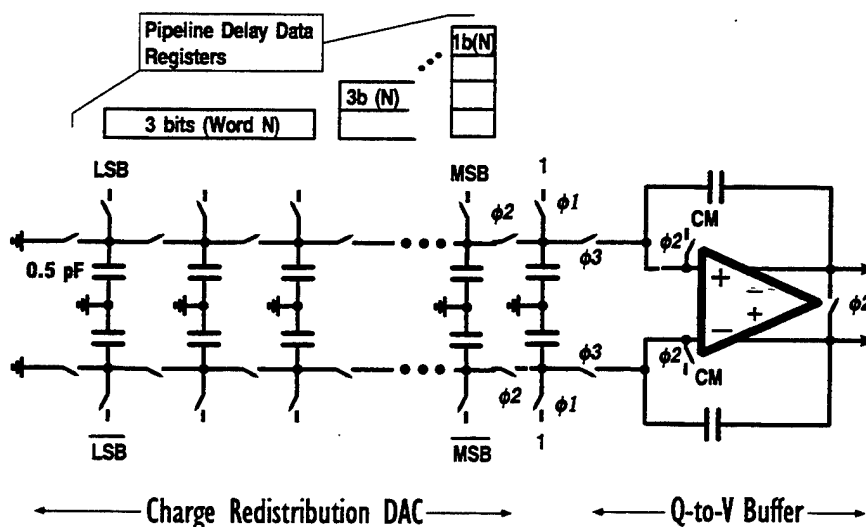 Pipeline Delay Data
Registers
1b(N)
3b (N)
3 bits (Word N)
LSB
MSB
1
ϕ2
ϕ1
ϕ3
ϕ2
CM
0.5 pF
+
−
−
+
ϕ2
ϕ3
ϕ2
CM
ϕ2
ϕ1
LSB
MSB
1
Charge Redistribution DAC
Q-to-V Buffer